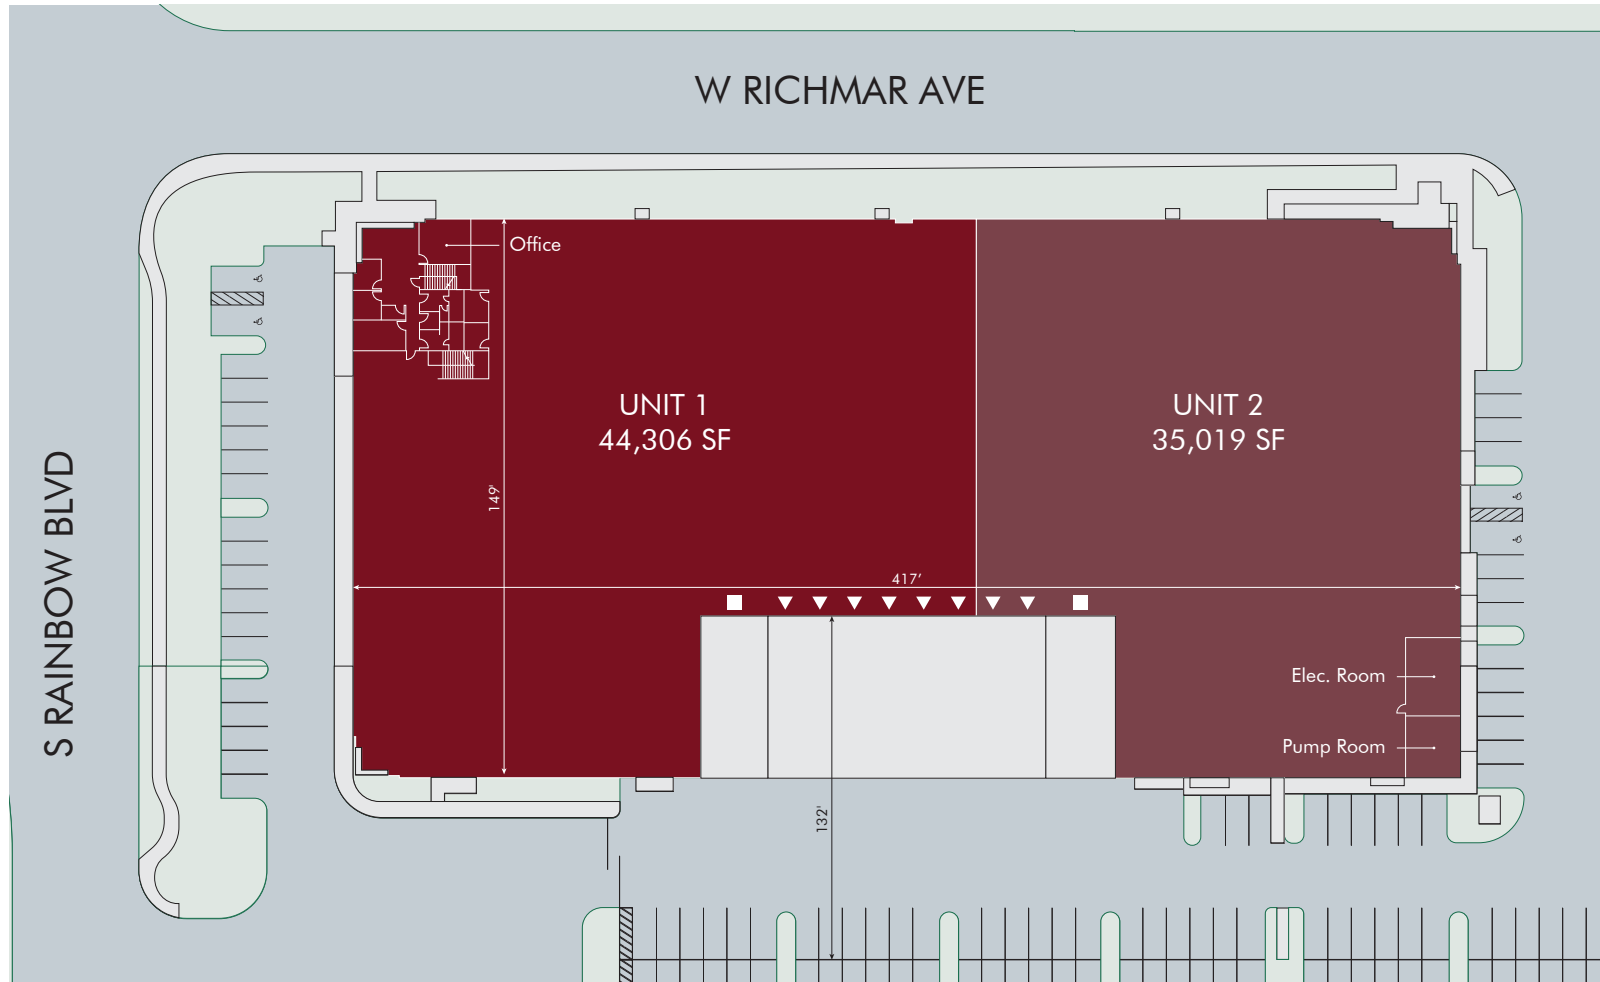 W RICHMAR AVE
Office
UNIT 1
44,306 SF
UNIT 2
35,019 SF
S RAINBOW BLVD
149'
417’
Elec. Room
Pump Room
132'